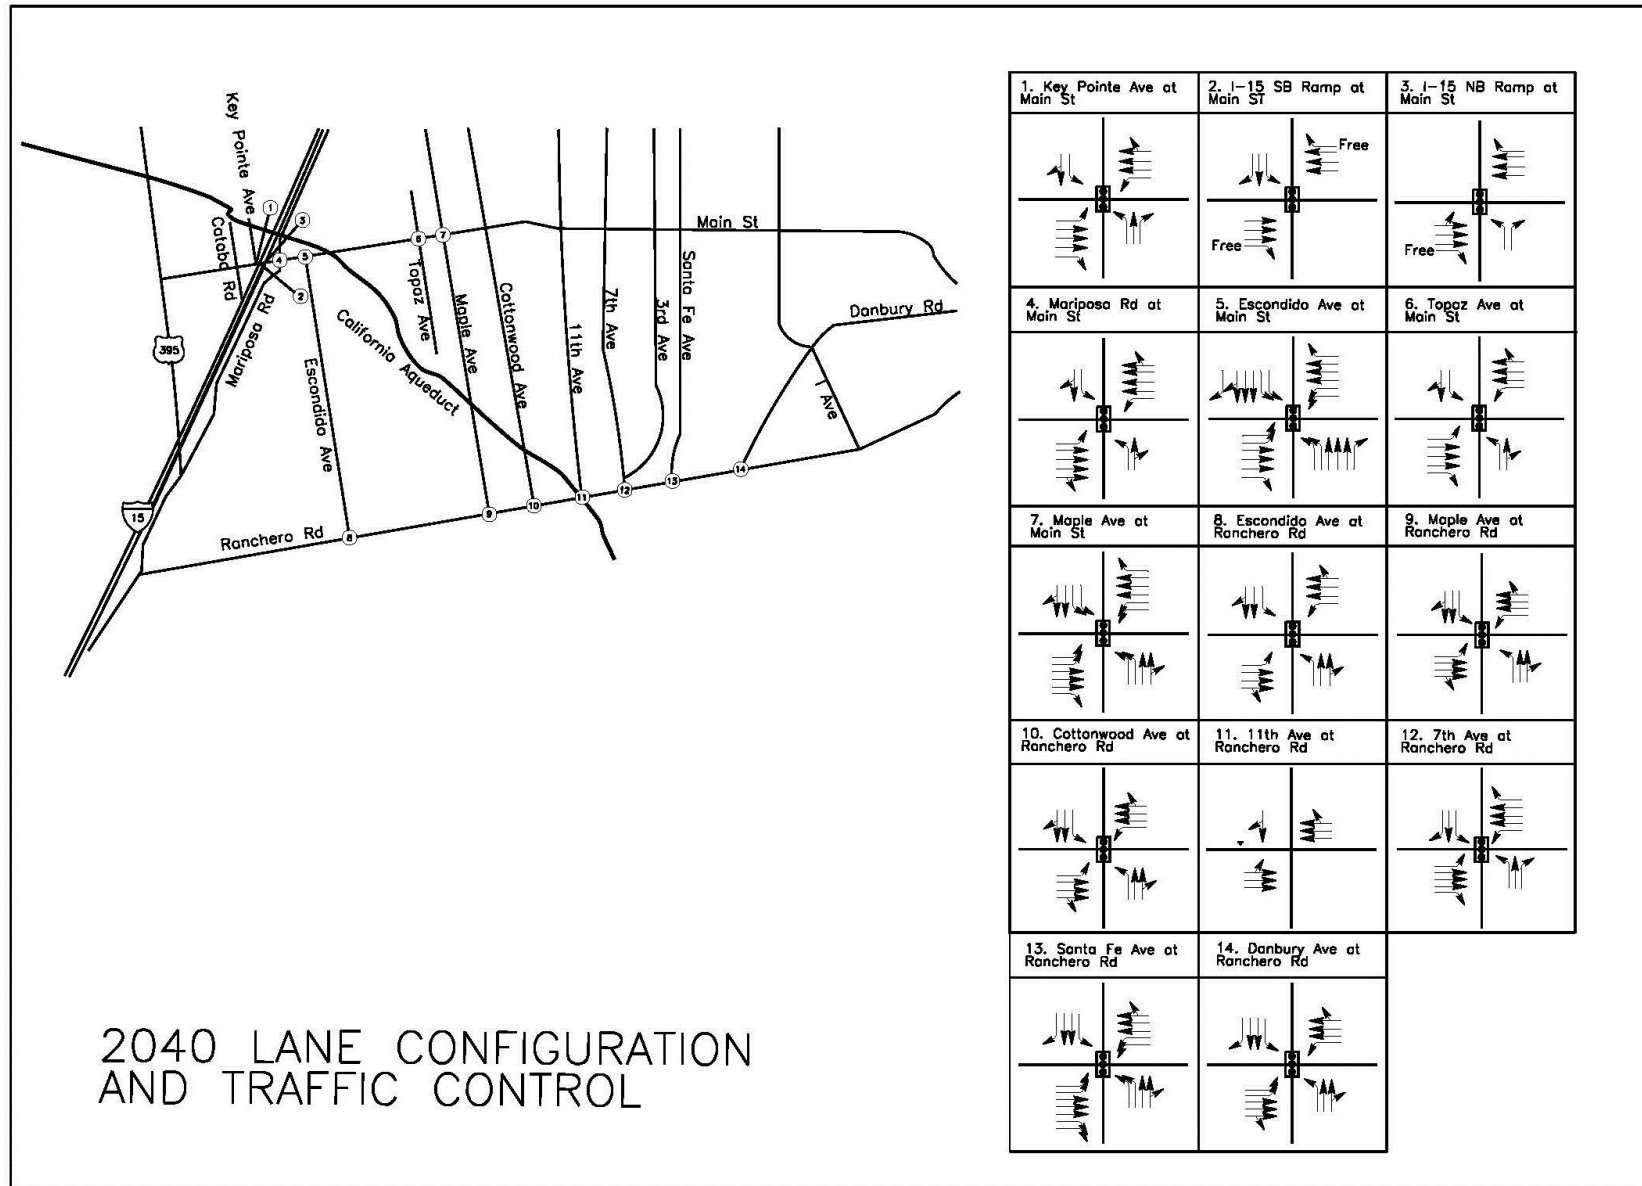 Key Pointe Ave
Cataba Rd
Mariposa Rd
395
15
Escondido Ave
California Aqueduct
Topaz Ave
Maple Ave
Cottonwood Ave
11th Ave
7th Ave
3rd Ave
Santa Fe Ave
Main St
Danbury Rd
I Ave
Ranchero Rd
1
3
4
5
2
6
7
8
9
10
11
12
13
14
1. Key Pointe Ave at
Main St
2. I-15 SB Ramp at
Main ST
Free
Free
3. I-15 NB Ramp at
Main St
Free
4. Mariposa Rd at
Main St
5. Escondido Ave at
Main St
6. Topaz Ave at
Main St
7. Maple Ave at
Main St
8. Escondido Ave at
Ranchero Rd
9. Maple Ave at
Ranchero Rd
10. Cottonwood Ave at
Ranchero Rd
11. 11th Ave at
Ranchero Rd
12. 7th Ave at
Ranchero Rd
13. Santa Fe Ave at
Ranchero Rd
14. Danbury Ave at
Ranchero Rd
2040 LANE CONFIGURATION
AND TRAFFIC CONTROL